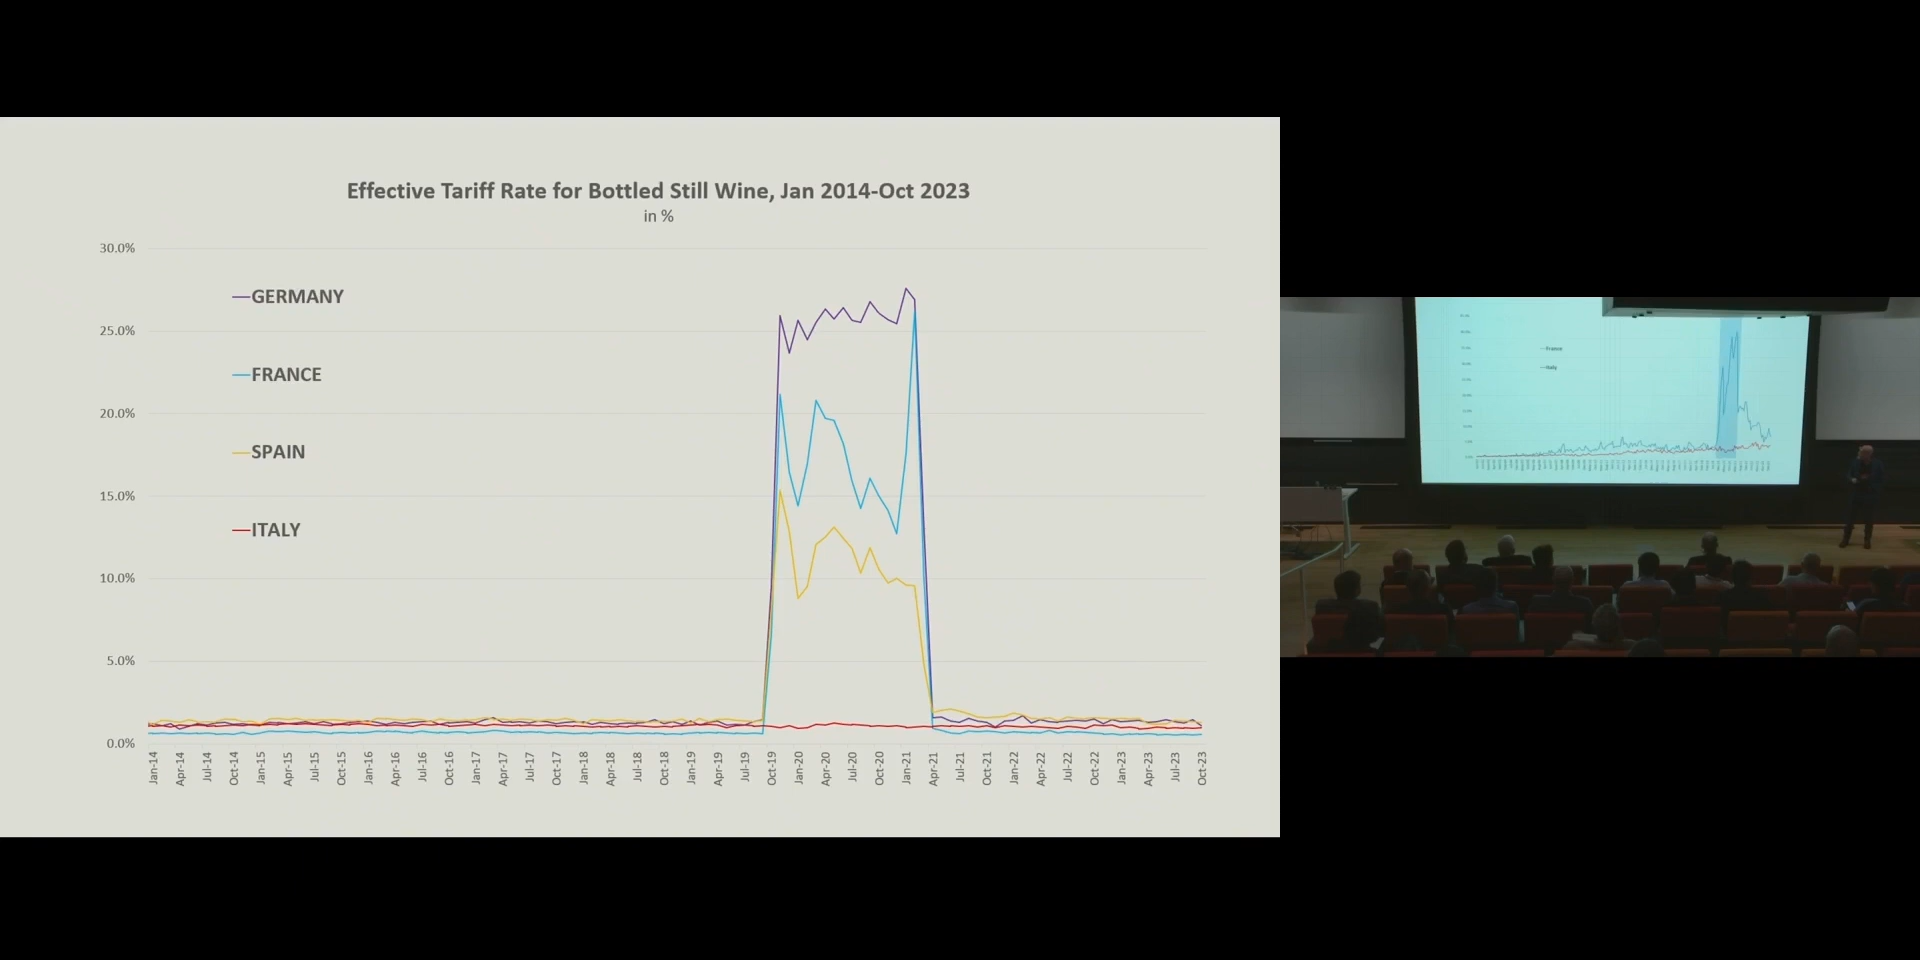 Effective Tariff Rate for Bottled Still Wine, Jan 2014-Oct 2023
in %
30.0%
25.0%
20.0%
15.0%
10.0%
5.0%
0.0%
GERMANY
FRANCE
SPAIN
ITALY
Jan-14
Apr-14
Jul-14
Oct-14
Jan-15
Apr-15
Jul-15
Oct-15
Jan-16
Apr-16
Jul-16
Oct-16
Jan-17
Apr-17
Jul-17
Oct-17
Jan-18
Apr-18
Jul-18
Oct-18
Jan-19
Apr-19
Jul-19
Oct-19
Jan-20
Apr-20
Jul-20
Oct-20
Jan-21
Apr-21
Jul-21
Oct-21
Jan-22
Apr-22
Jul-22
Oct-22
Jan-23
Apr-23
Jul-23
Oct-23
France
Italy